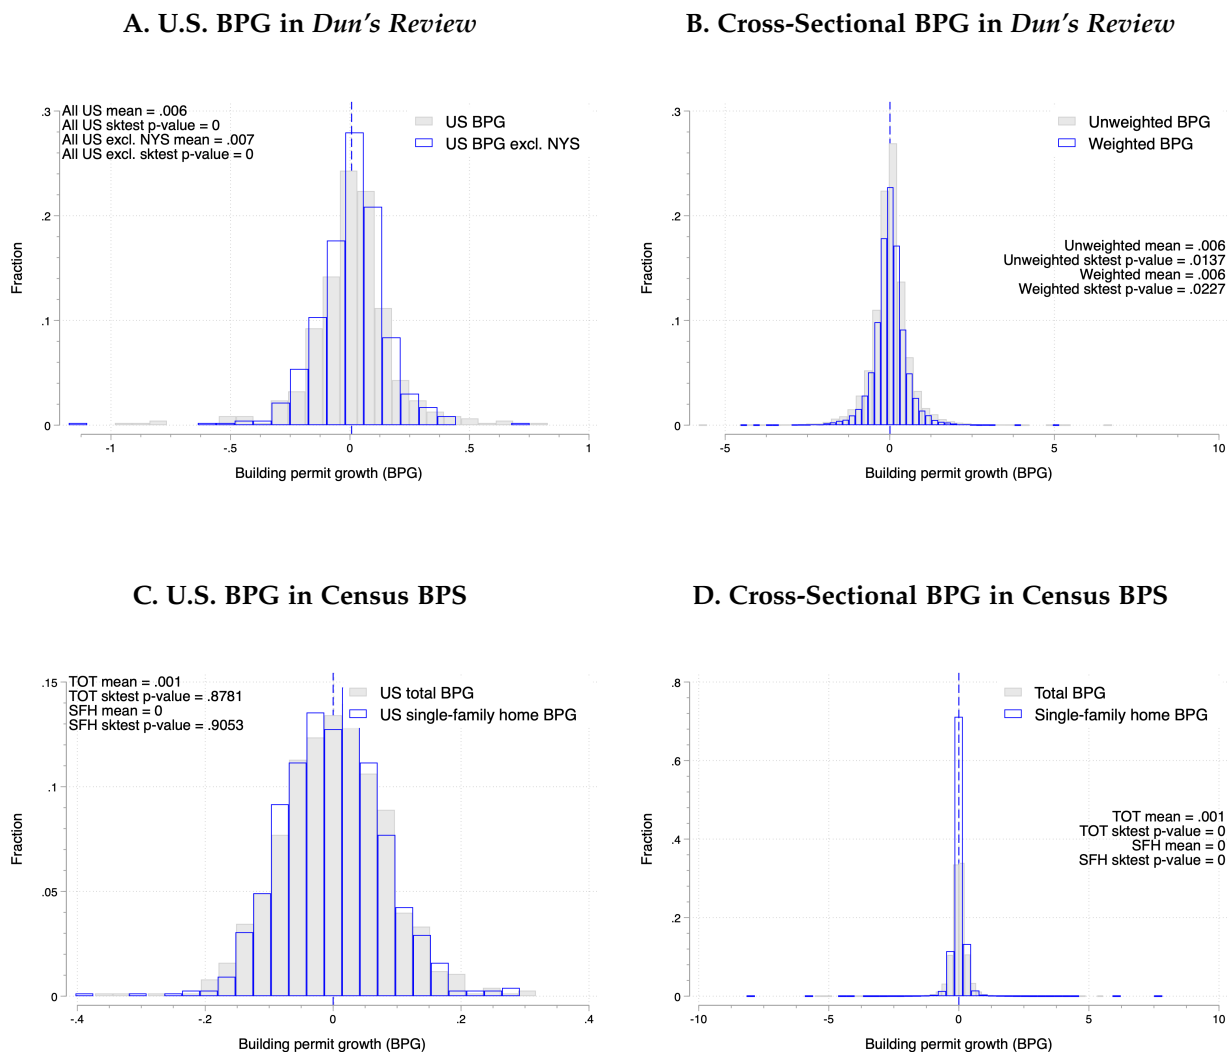 A. U.S. BPG in Dun's Review
All US mean = .006
All US sktest p-value = 0
All US excl. NYS mean = .007
All US excl. sktest p-value = 0
US BPG
US BPG excl. NYS
Fraction
.3
.2
.1
0
-1
-.5
0
.5
1
Building permit growth (BPG)
B. Cross-Sectional BPG in Dun's Review
Unweighted BPG
Weighted BPG
Unweighted mean = .006
Unweighted sktest p-value = .0137
Weighted mean = .006
Weighted sktest p-value = .0227
Fraction
.3
.2
.1
0
-5
0
5
10
Building permit growth (BPG)
C. U.S. BPG in Census BPS
TOT mean = .001
TOT sktest p-value = .8781
SFH mean = 0
SFH sktest p-value = .9053
US total BPG
US single-family home BPG
Fraction
.15
.1
.05
0
-.4
-.2
0
.2
.4
Building permit growth (BPG)
D. Cross-Sectional BPG in Census BPS
Total BPG
Single-family home BPG
TOT mean = .001
TOT sktest p-value = 0
SFH mean = 0
SFH sktest p-value = 0
Fraction
.8
.6
.4
.2
0
-10
-5
0
5
10
Building permit growth (BPG)